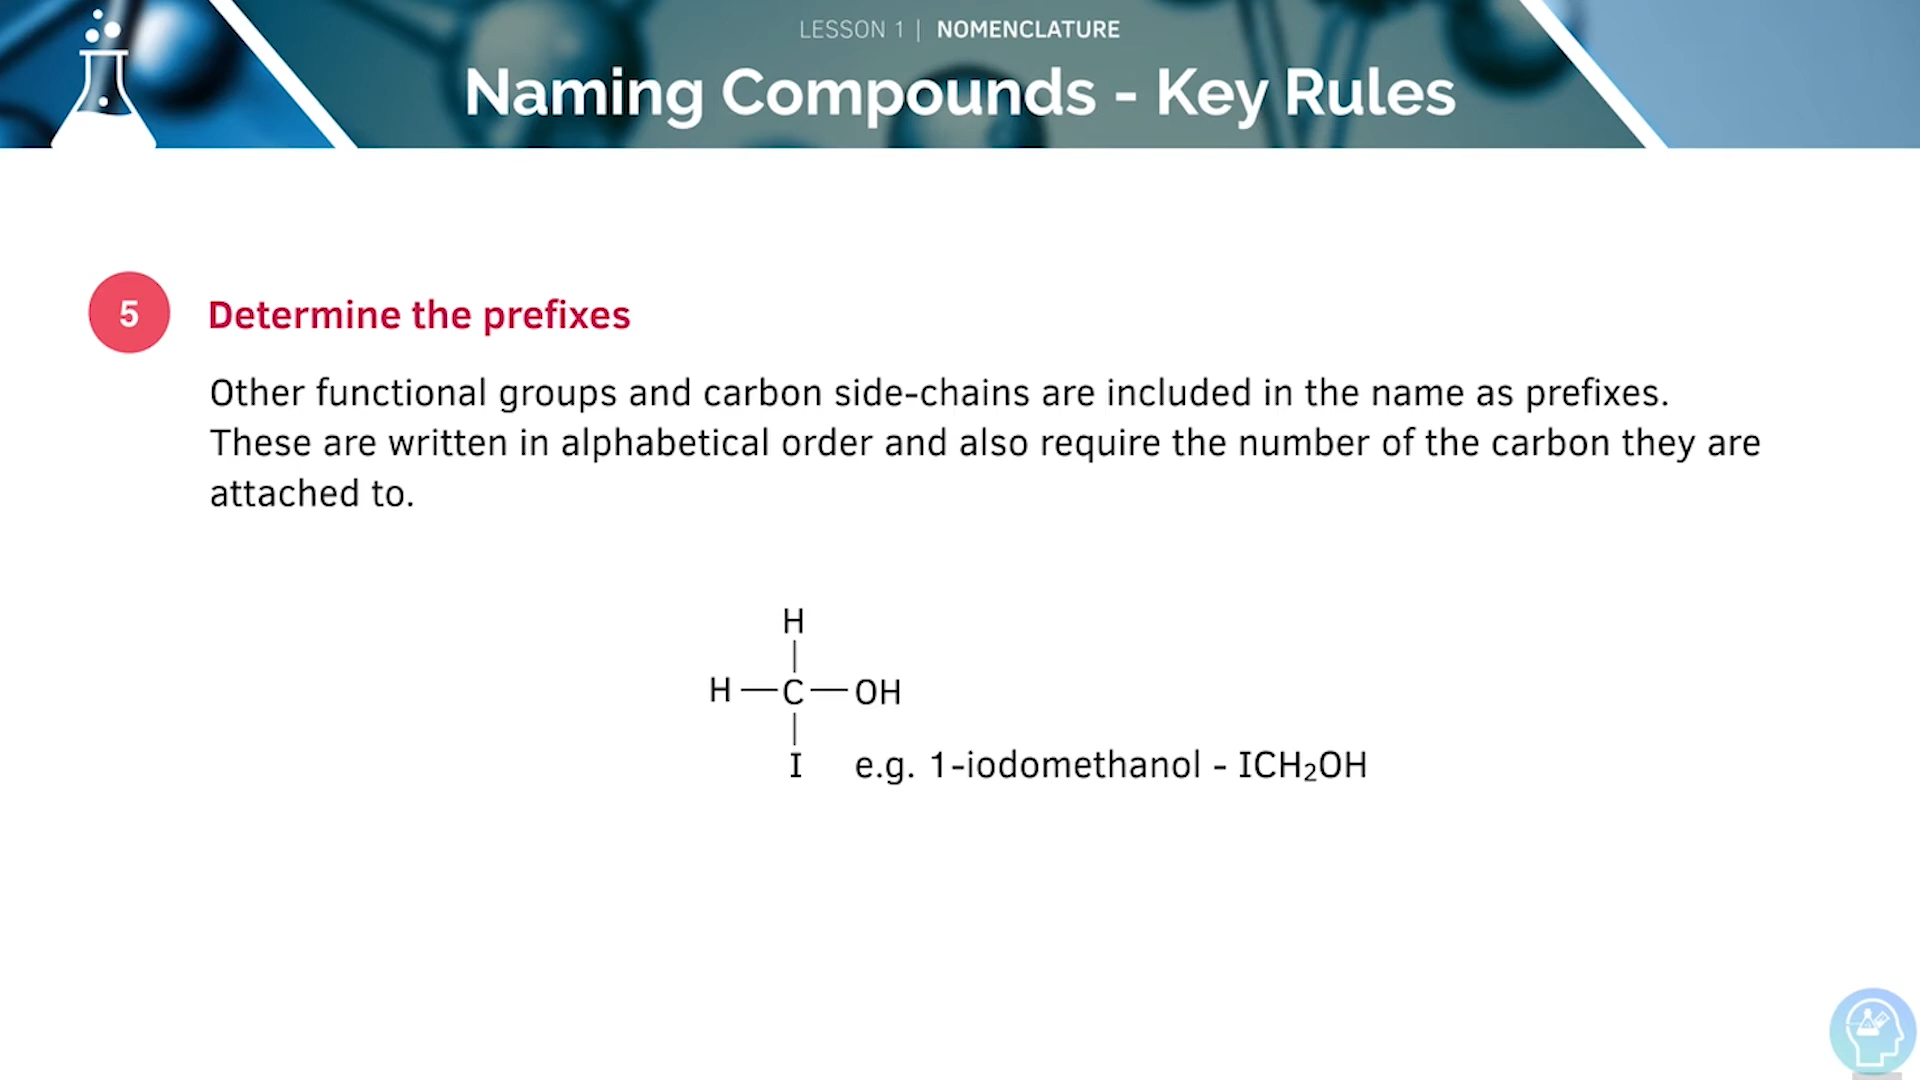 LESSON 1 | NOMENCLATURE
Naming Compounds - Key Rules
5 Determine the prefixes
Other functional groups and carbon side-chains are included in the name as prefixes.
These are written in alphabetical order and also require the number of the carbon they are
attached to.
H
H — C — OH
I e.g. 1-iodomethanol - ICH₂OH